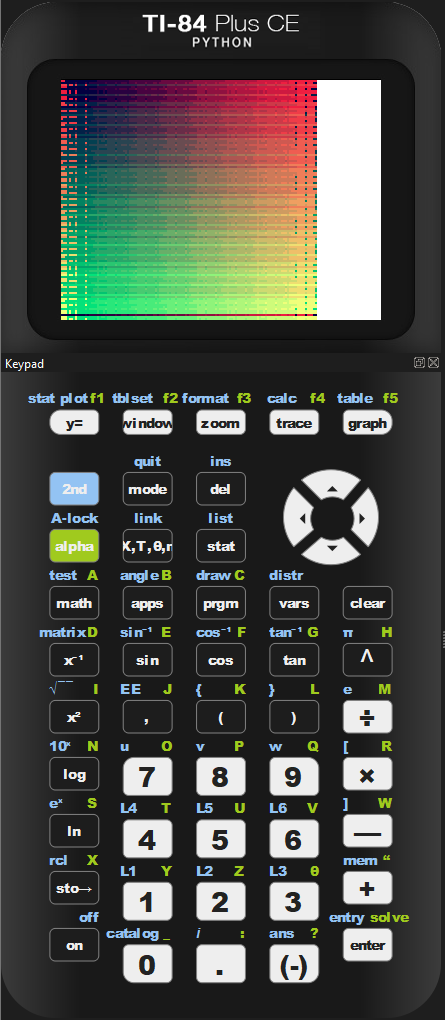 TI-84 Plus CE
PYTHON
Keypad
stat plot f1 tblset f2 format f3 calc f4 table f5
y= window zoom trace graph
quit ins
2nd mode del
A-lock link list
alpha X,T,θ,n stat
test A angle B draw C distr
math apps prgm vars clear
matrix D sin⁻¹ E cos⁻¹ F tan⁻¹ G π H
x⁻¹ sin cos tan ^
√‾‾ I EE J { K } L e M
x² , ( ) ÷
10ˣ N u O v P w Q [ R
log 7 8 9 ×
eˣ S L4 T L5 U L6 V ] W
ln 4 5 6 —
rcl X L1 Y L2 Z L3 θ mem “
sto→ 1 2 3 +
off catalog _ i : ans ? entry solve
on 0 . (-) enter